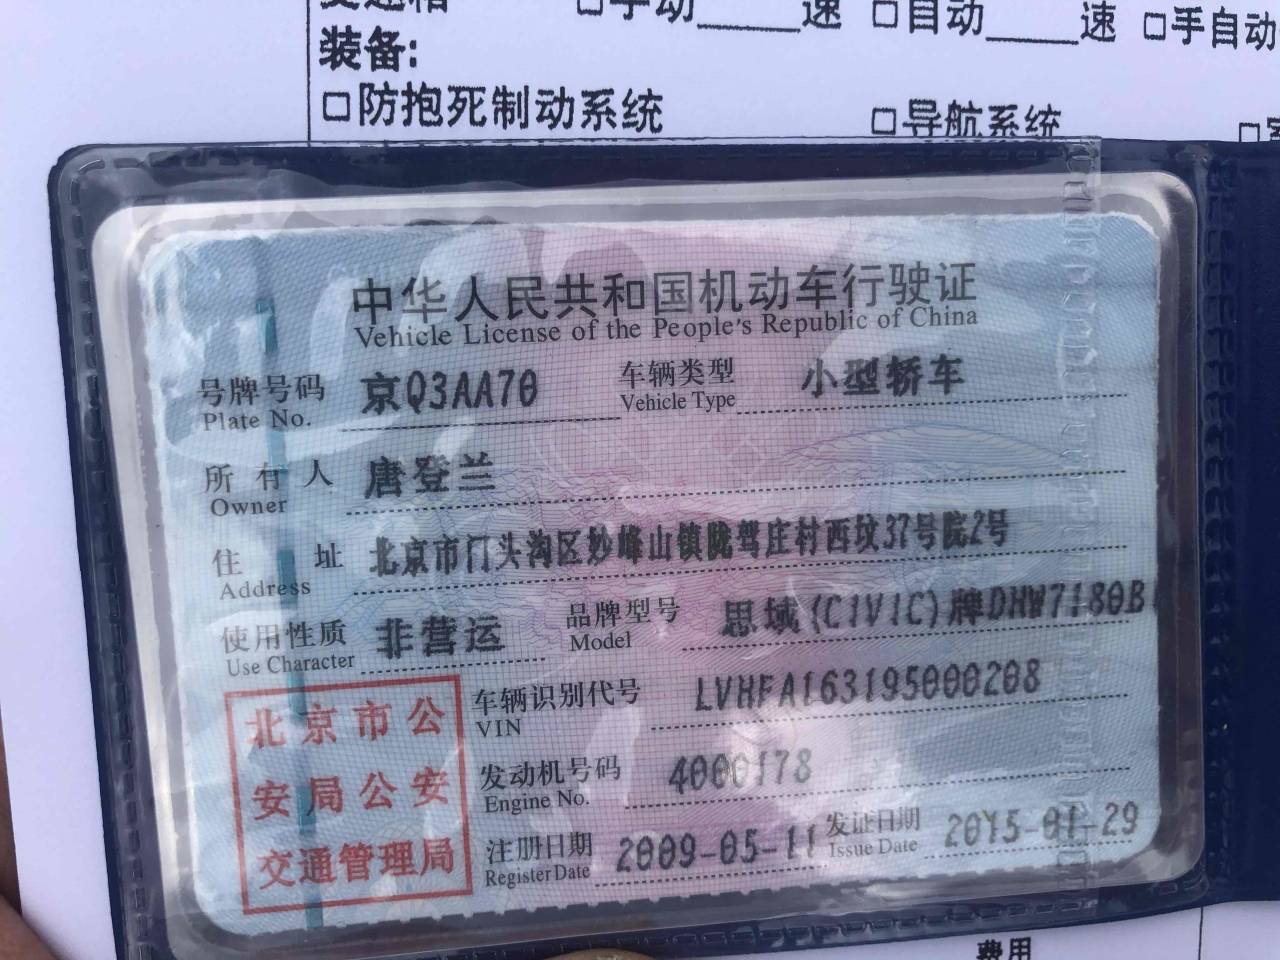 □手动____速 □自动____速 □手自动
装备:
□防抱死制动系统 □导航系统
中华人民共和国机动车行驶证
Vehicle License of the People's Republic of China
号牌号码 京Q3AA70 车辆类型 小型轿车
Plate No. Vehicle Type
所有人 唐登兰
Owner
住址 北京市门头沟区妙峰山镇陇驾庄村西坟37号院2号
Address
使用性质 非营运 品牌型号 思域(CIVIC)牌DHW7180B
Use Character Model
北京市公
安局公安
交通管理局
车辆识别代号 LVHFA163195000208
VIN
发动机号码 4000178
Engine No.
注册日期 2009-05-11 发证日期 2015-01-29
Register Date Issue Date
费用